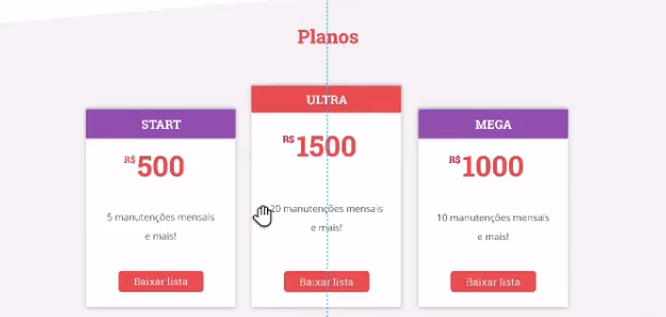 Planos
START
R$ 500
5 manutenções mensais
e mais!
Baixar lista
ULTRA
R$ 1500
20 manutenções mensais
e mais!
Baixar lista
MEGA
R$ 1000
10 manutenções mensais
e mais!
Baixar lista